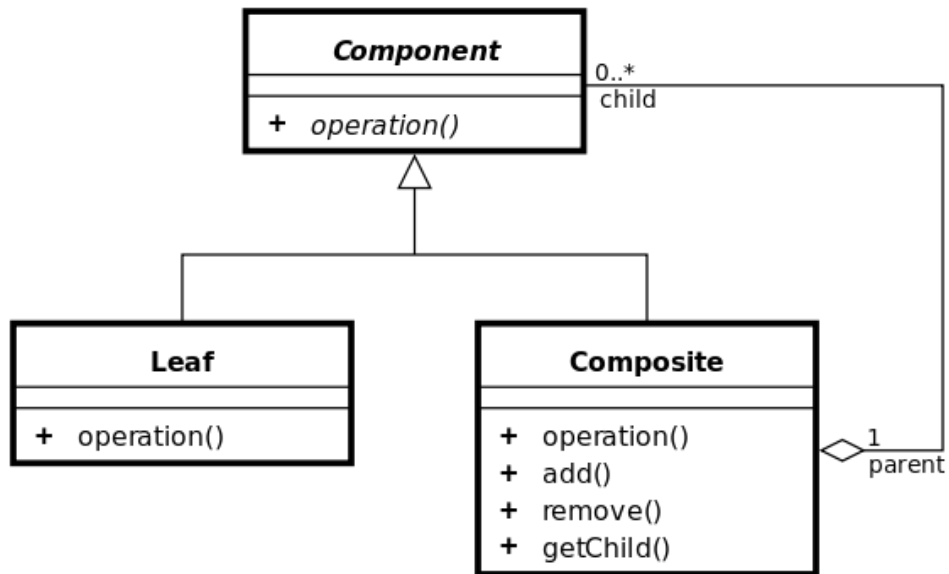 Component
+ operation()
0..*
child
Leaf
+ operation()
Composite
+ operation()
+ add()
+ remove()
+ getChild()
1
parent